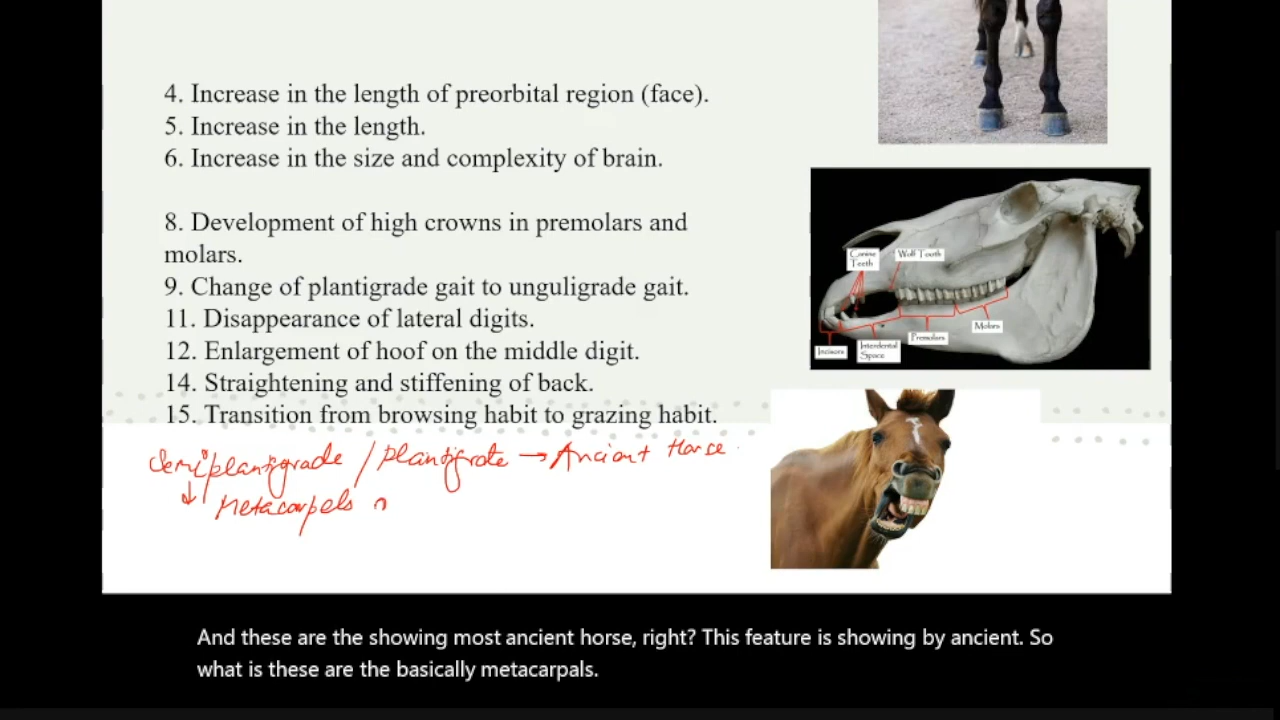 4. Increase in the length of preorbital region (face).
5. Increase in the length.
6. Increase in the size and complexity of brain.
8. Development of high crowns in premolars and
molars.
9. Change of plantigrade gait to unguligrade gait.
11. Disappearance of lateral digits.
12. Enlargement of hoof on the middle digit.
14. Straightening and stiffening of back.
15. Transition from browsing habit to grazing habit.
Semiplantigrade / plantigrate → Ancient Horse
↓ Metacarpels
Canine
Teeth
Wolf Tooth
Molars
Premolars
Incisors
Interdental
Space
And these are the showing most ancient horse, right? This feature is showing by ancient. So
what is these are the basically metacarpals.